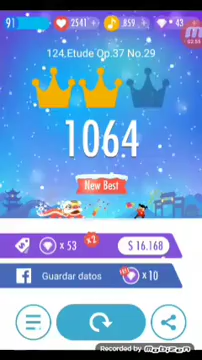 91 2541 859 43
124,Etude Op.37 No.29
1064
New Best
× 53 x2 $ 16.168
Guardar datos × 10
Recorded by